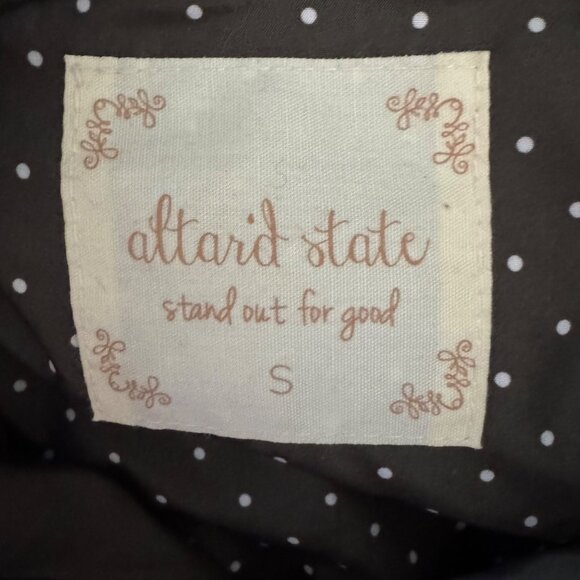 altar'd state
stand out for good
S